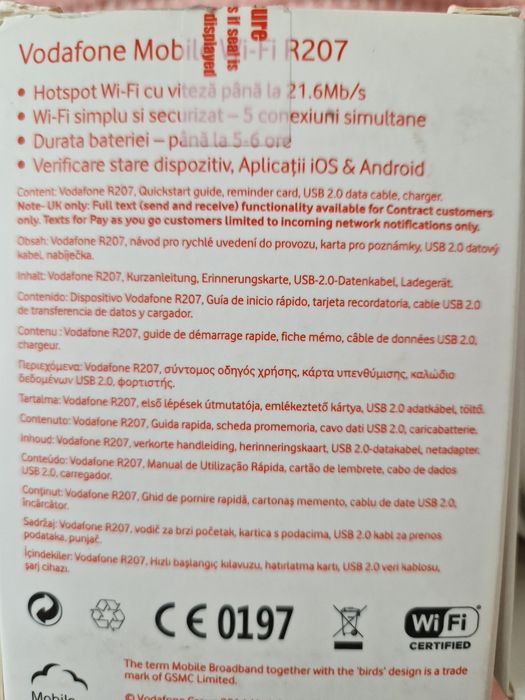 ure
s if seal is
displayed
Vodafone Mobile Wi-Fi R207
• Hotspot Wi-Fi cu viteză până la 21.6Mb/s
• Wi-Fi simplu si securizat – 5 conexiuni simultane
• Durata bateriei – până la 5-6 ore
• Verificare stare dispozitiv, Aplicații iOS & Android
Content: Vodafone R207, Quickstart guide, reminder card, USB 2.0 data cable, charger.
Note- UK only: Full text (send and receive) functionality available for Contract customers
only. Texts for Pay as you go customers limited to incoming network notifications only.
Obsah: Vodafone R207, návod pro rychlé uvedení do provozu, karta pro poznámky, USB 2.0 datový
kabel, nabíječka.
Inhalt: Vodafone R207, Kurzanleitung, Erinnerungskarte, USB-2.0-Datenkabel, Ladegerät.
Contenido: Dispositivo Vodafone R207, Guía de inicio rápido, tarjeta recordatoria, cable USB 2.0
de transferencia de datos y cargador.
Contenu : Vodafone R207, guide de démarrage rapide, fiche mémo, câble de données USB 2.0,
chargeur.
Περιεχόμενα: Vodafone R207, σύντομος οδηγός χρήσης, κάρτα υπενθύμισης, καλώδιο
δεδομένων USB 2.0, φορτιστής.
Tartalma: Vodafone R207, első lépések útmutatója, emlékeztető kártya, USB 2.0 adatkábel, töltő.
Contenuto: Vodafone R207, Guida rapida, scheda promemoria, cavo dati USB 2.0, caricabatterie.
Inhoud: Vodafone R207, verkorte handleiding, herinneringskaart, USB 2.0-datakabel, netadapter.
Conteúdo: Vodafone R207, Manual de Utilização Rápida, cartão de lembrete, cabo de dados
USB 2.0, carregador.
Conținut: Vodafone R207, Ghid de pornire rapidă, cartonaș memento, cablu de date USB 2.0,
încărcător.
Sadržaj: Vodafone R207, vodič za brzi početak, kartica s podacima, USB 2.0 kabl za prenos
podataka, punjač.
İçindekiler: Vodafone R207, Hızlı başlangıç kılavuzu, hatırlatma kartı, USB 2.0 veri kablosu,
şarj cihazı.
CE 0197
Wi Fi
CERTIFIED
Mobile
The term Mobile Broadband together with the 'birds' design is a trade
mark of GSMC Limited.
© Vodafone